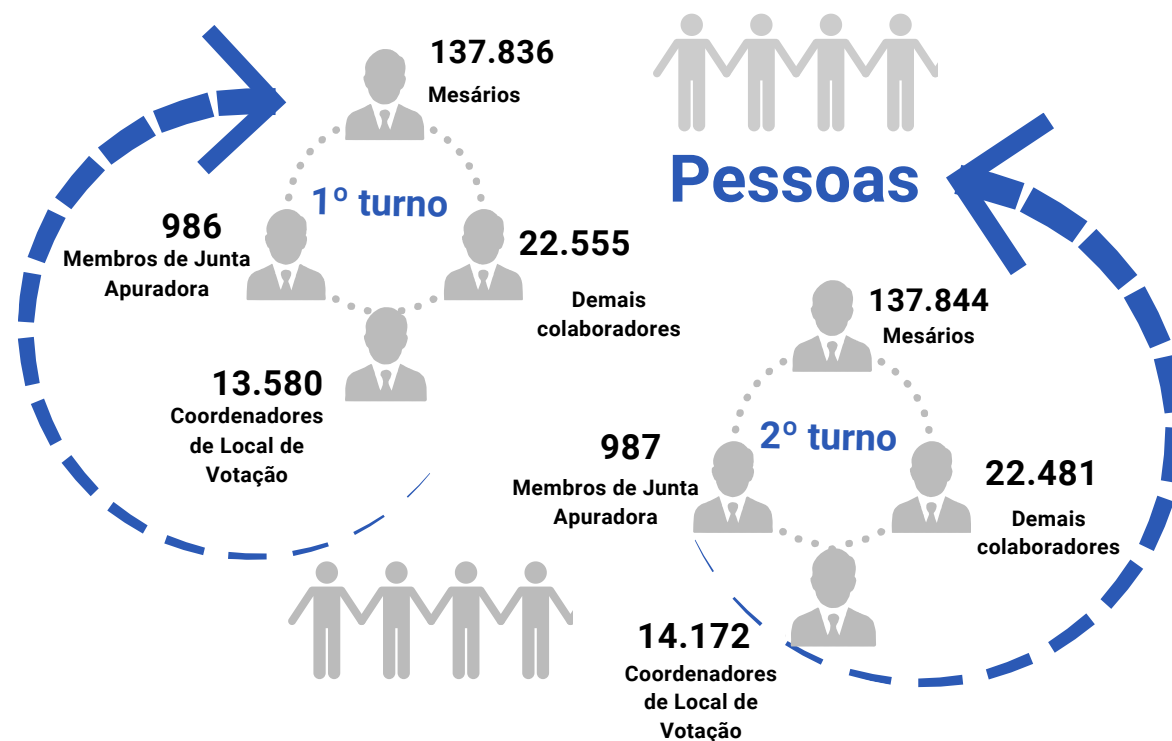 137.836
Mesários
1º turno
986
Membros de Junta
Apuradora
22.555
Demais
colaboradores
13.580
Coordenadores
de Local de
Votação
Pessoas
137.844
Mesários
2º turno
987
Membros de Junta
Apuradora
22.481
Demais
colaboradores
14.172
Coordenadores
de Local de
Votação